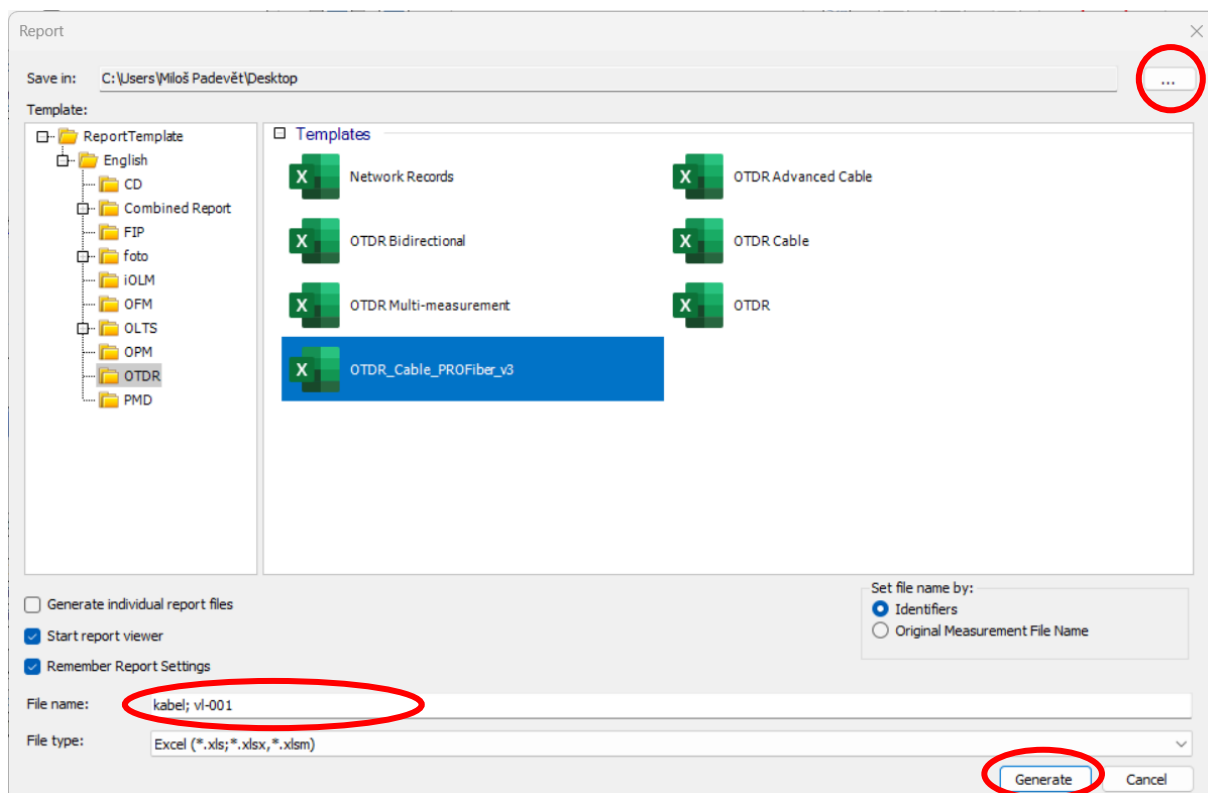 Report
Save in: C:\Users\Miloš Padevět\Desktop
...
Template:
ReportTemplate
English
CD
Combined Report
FIP
foto
iOLM
OFM
OLTS
OPM
OTDR
PMD
Templates
Network Records
OTDR Advanced Cable
OTDR Bidirectional
OTDR Cable
OTDR Multi-measurement
OTDR
OTDR_Cable_PROFiber_v3
Generate individual report files
Start report viewer
Remember Report Settings
Set file name by:
Identifiers
Original Measurement File Name
File name: kabel; vl-001
File type: Excel (*.xls;*.xlsx,*.xlsm)
Generate
Cancel